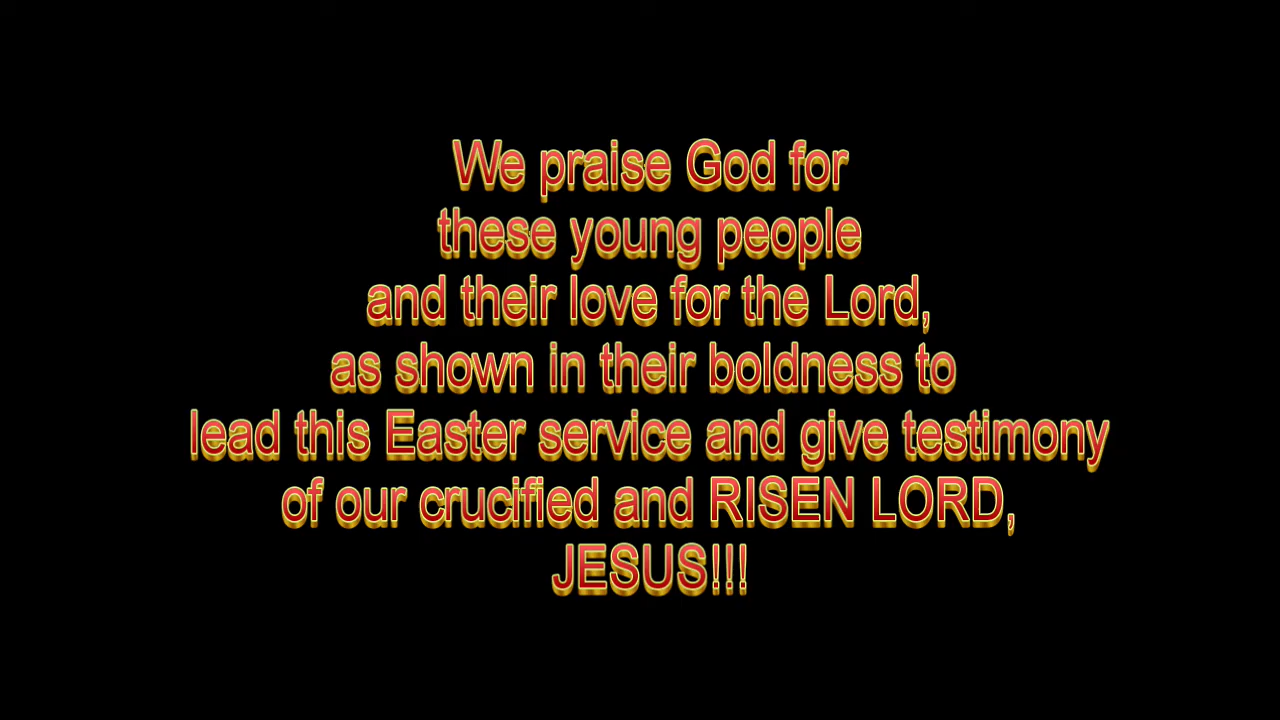 We praise God for
these young people
and their love for the Lord,
as shown in their boldness to
lead this Easter service and give testimony
of our crucified and RISEN LORD,
JESUS!!!